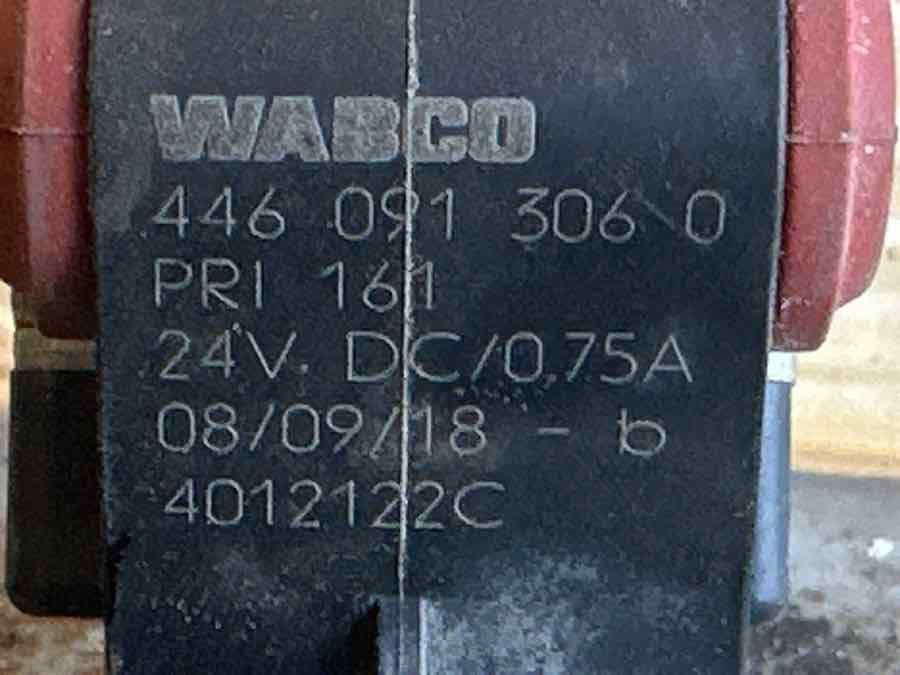 WABCO
446 091 306 0
PRI 161
24V. DC/0.75A
08/09/18 - b
4012122C